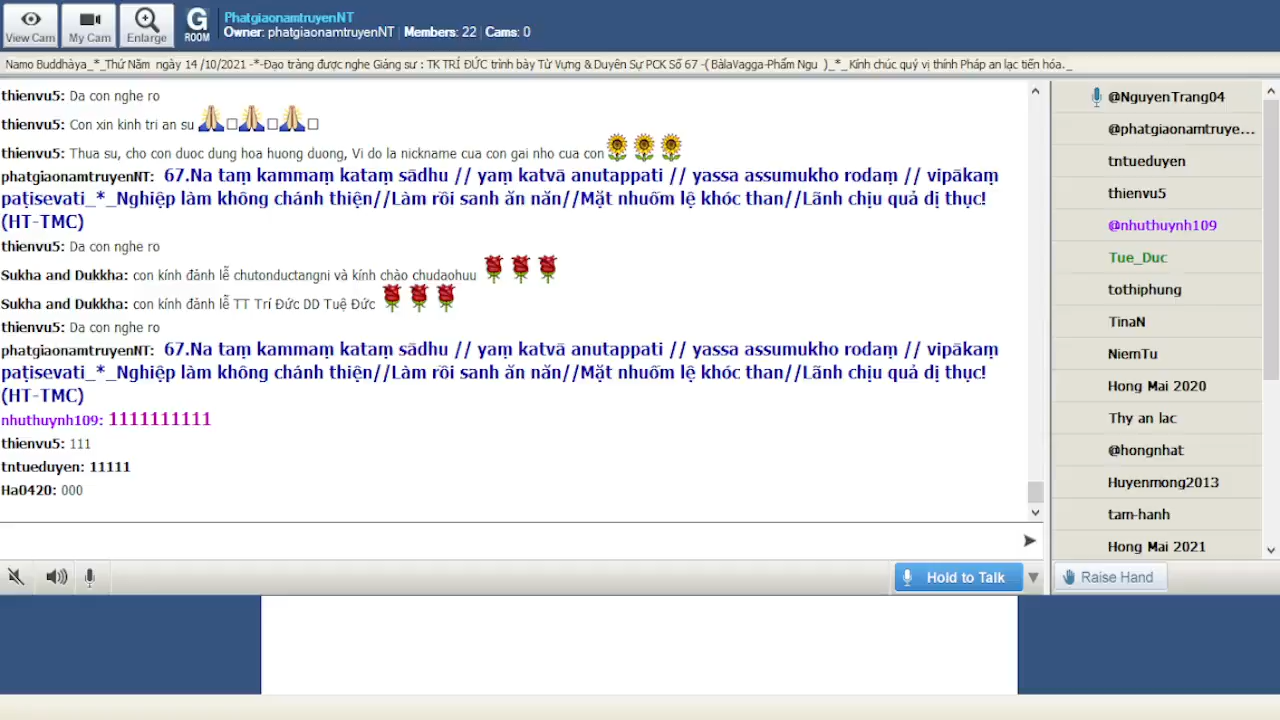 View Cam
My Cam
Enlarge
G
ROOM
PhatgiaonamtruyenNT
Owner: phatgiaonamtruyenNT | Members: 22 | Cams: 0
Namo Buddhàya_*_Thứ Năm ngày 14 /10/2021 -*-Đạo tràng được nghe Giảng sư : TK TRÍ ĐỨC trình bày Từ Vựng & Duyên Sự PCK Số 67 -( BàlaVagga-Phẩm Ngu )_*_Kính chúc quý vị thính Pháp an lạc tiến hóa._
thienvu5: Da con nghe ro
thienvu5: Con xin kinh tri an su
thienvu5: Thua su, cho con duoc dung hoa huong duong, Vi do la nickname cua con gai nho cua con
phatgiaonamtruyenNT: 67.Na taṃ kammaṃ kataṃ sādhu // yaṃ katvā anutappati // yassa assumukho rodaṃ // vipākaṃ
paṭisevati_*_Nghiệp làm không chánh thiện//Làm rồi sanh ăn năn//Mặt nhuốm lệ khóc than//Lãnh chịu quả dị thục!
(HT-TMC)
thienvu5: Da con nghe ro
Sukha and Dukkha: con kính đảnh lễ chutonductangni và kính chào chudaohuu
Sukha and Dukkha: con kính đảnh lễ TT Trí Đức DD Tuệ Đức
thienvu5: Da con nghe ro
phatgiaonamtruyenNT: 67.Na taṃ kammaṃ kataṃ sādhu // yaṃ katvā anutappati // yassa assumukho rodaṃ // vipākaṃ
paṭisevati_*_Nghiệp làm không chánh thiện//Làm rồi sanh ăn năn//Mặt nhuốm lệ khóc than//Lãnh chịu quả dị thục!
(HT-TMC)
nhuthuynh109: 1111111111
thienvu5: 111
tntueduyen: 11111
Ha0420: 000
Hold to Talk
@NguyenTrang04
@phatgiaonamtruye...
tntueduyen
thienvu5
@nhuthuynh109
Tue_Duc
tothiphung
TinaN
NiemTu
Hong Mai 2020
Thy an lac
@hongnhat
Huyenmong2013
tam-hanh
Hong Mai 2021
Raise Hand